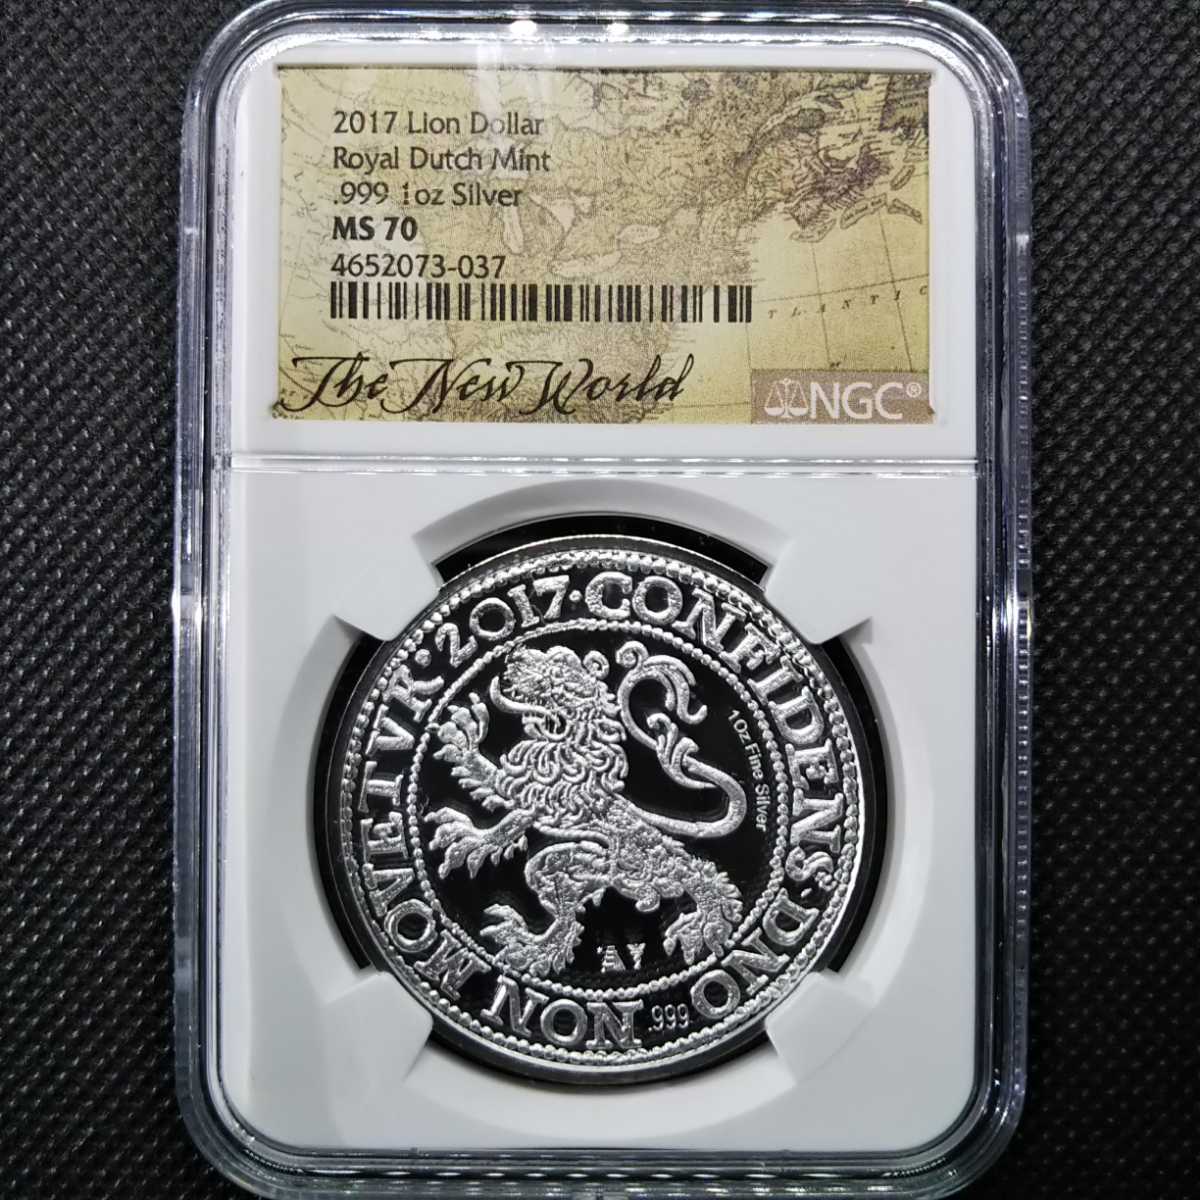 2017 Lion Dollar
Royal Dutch Mint
.999 1oz Silver
MS 70
4652073-037
TLANTIC
The New World
NGC®
2017·CONFIDENS·DNO NON MOVETVR·
1oz Fine Silver
.999